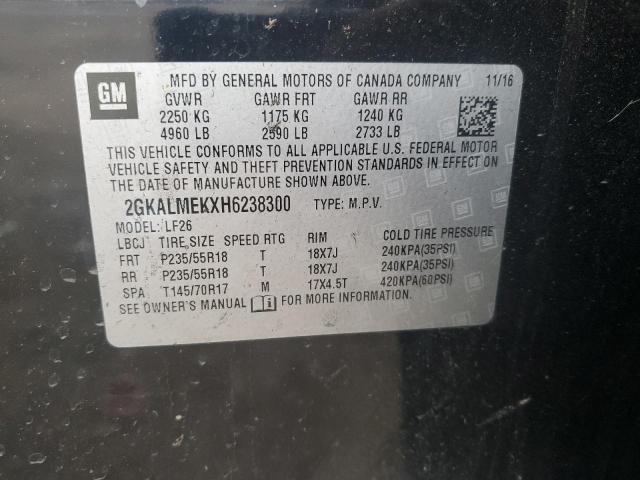 GM
MFD BY GENERAL MOTORS OF CANADA COMPANY 11/16
GVWR GAWR FRT GAWR RR
2250 KG 1175 KG 1240 KG
4960 LB 2590 LB 2733 LB
THIS VEHICLE CONFORMS TO ALL APPLICABLE U.S. FEDERAL MOTOR
VEHICLE SAFETY AND THEFT PREVENTION STANDARDS IN EFFECT ON
THE DATE OF MANUFACTURE SHOWN ABOVE.
2GKALMEKXH6238300 TYPE: M.P.V.
MODEL: LF26
LBCJ TIRE SIZE SPEED RTG RIM COLD TIRE PRESSURE
FRT P235/55R18 T 18X7J 240KPA(35PSI)
RR P235/55R18 T 18X7J 240KPA(35PSI)
SPA T145/70R17 M 17X4.5T 420KPA(60PSI)
SEE OWNER'S MANUAL FOR MORE INFORMATION.